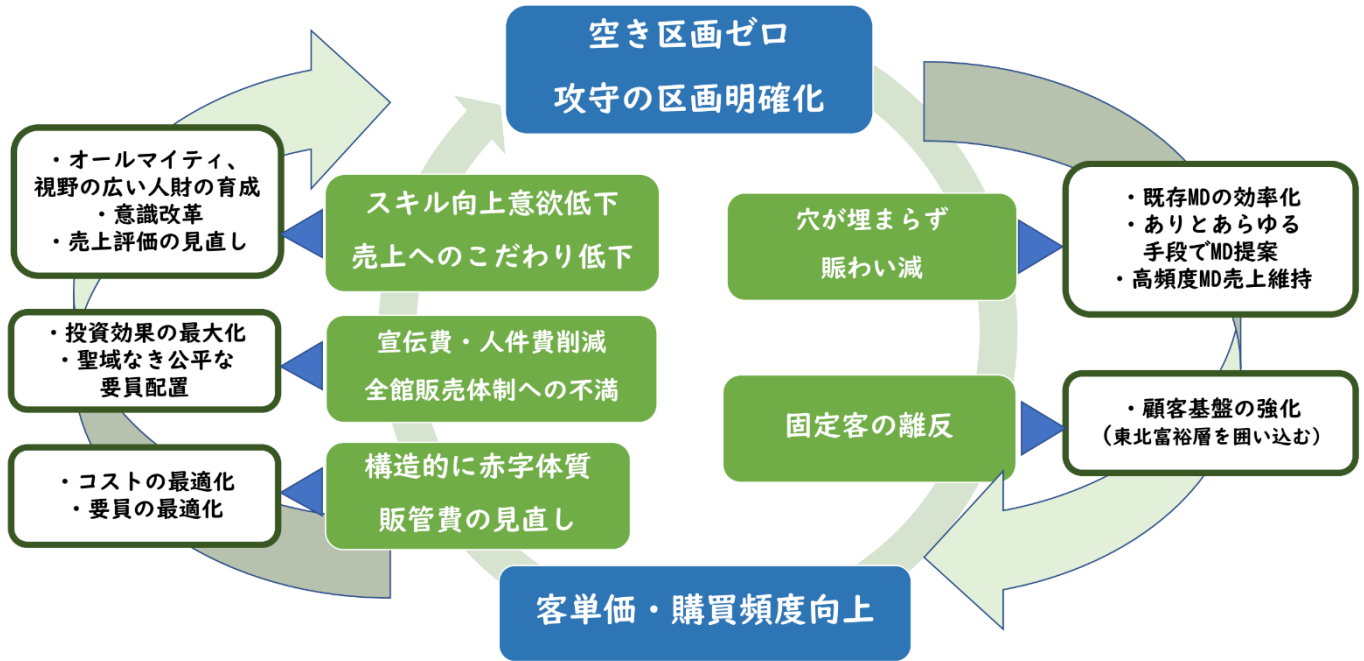 空き区画ゼロ
攻守の区画明確化
・オールマイティ、
視野の広い人財の育成
・意識改革
・売上評価の見直し
スキル向上意欲低下
売上へのこだわり低下
穴が埋まらず
賑わい減
・既存MDの効率化
・ありとあらゆる
手段でMD提案
・高頻度MD売上維持
・投資効果の最大化
・聖域なき公平な
要員配置
宣伝費・人件費削減
全館販売体制への不満
固定客の離反
・顧客基盤の強化
（東北富裕層を囲い込む）
・コストの最適化
・要員の最適化
構造的に赤字体質
販管費の見直し
客単価・購買頻度向上